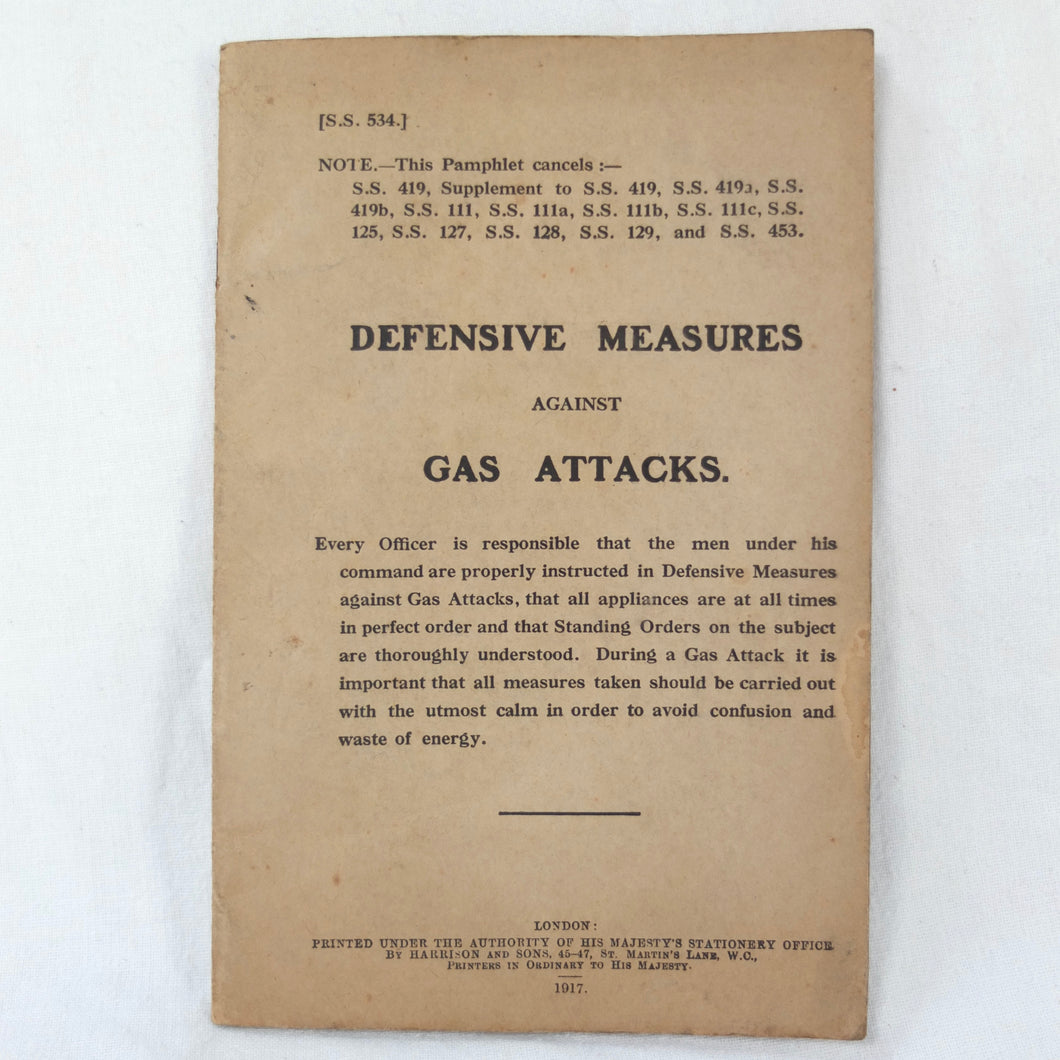 [S.S. 534.]
NOTE.—This Pamphlet cancels :—
S.S. 419, Supplement to S.S. 419, S.S. 419a, S.S.
419b, S.S. 111, S.S. 111a, S.S. 111b, S.S. 111c, S.S.
125, S.S. 127, S.S. 128, S.S. 129, and S.S. 453.
DEFENSIVE MEASURES
AGAINST
GAS ATTACKS.
Every Officer is responsible that the men under his
command are properly instructed in Defensive Measures
against Gas Attacks, that all appliances are at all times
in perfect order and that Standing Orders on the subject
are thoroughly understood. During a Gas Attack it is
important that all measures taken should be carried out
with the utmost calm in order to avoid confusion and
waste of energy.
LONDON:
PRINTED UNDER THE AUTHORITY OF HIS MAJESTY'S STATIONERY OFFICE
BY HARRISON AND SONS, 45-47, ST. MARTIN'S LANE, W.C.,
PRINTERS IN ORDINARY TO HIS MAJESTY.
1917.